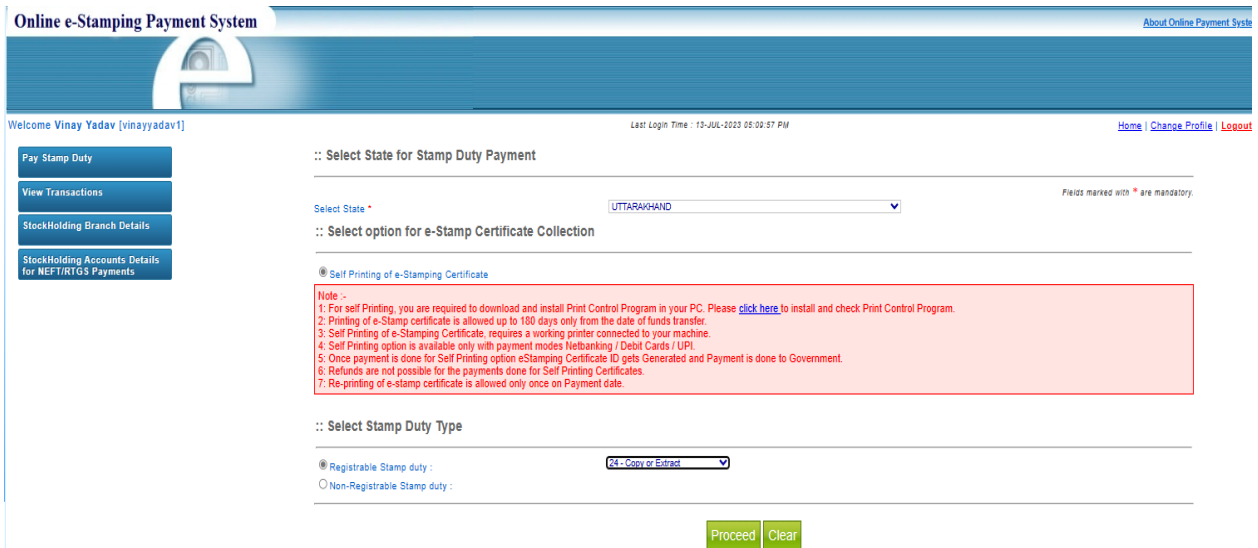 Online e-Stamping Payment System
About Online Payment Syste
Welcome Vinay Yadav [vinayyadav1]
Last Login Time : 13-JUL-2023 05:09:57 PM
Home | Change Profile | Logout
Pay Stamp Duty
View Transactions
StockHolding Branch Details
StockHolding Accounts Details
for NEFT/RTGS Payments
:: Select State for Stamp Duty Payment
Fields marked with * are mandatory.
Select State *
UTTARAKHAND
:: Select option for e-Stamp Certificate Collection
Self Printing of e-Stamping Certificate
Note :-
1: For self Printing, you are required to download and install Print Control Program in your PC. Please click here to install and check Print Control Program.
2: Printing of e-Stamp certificate is allowed up to 180 days only from the date of funds transfer.
3: Self Printing of e-Stamping Certificate, requires a working printer connected to your machine.
4: Self Printing option is available only with payment modes Netbanking / Debit Cards / UPI.
5: Once payment is done for Self Printing option eStamping Certificate ID gets Generated and Payment is done to Government.
6: Refunds are not possible for the payments done for Self Printing Certificates.
7: Re-printing of e-stamp certificate is allowed only once on Payment date.
:: Select Stamp Duty Type
Registrable Stamp duty :
24 - Copy or Extract
Non-Registrable Stamp duty :
Proceed
Clear